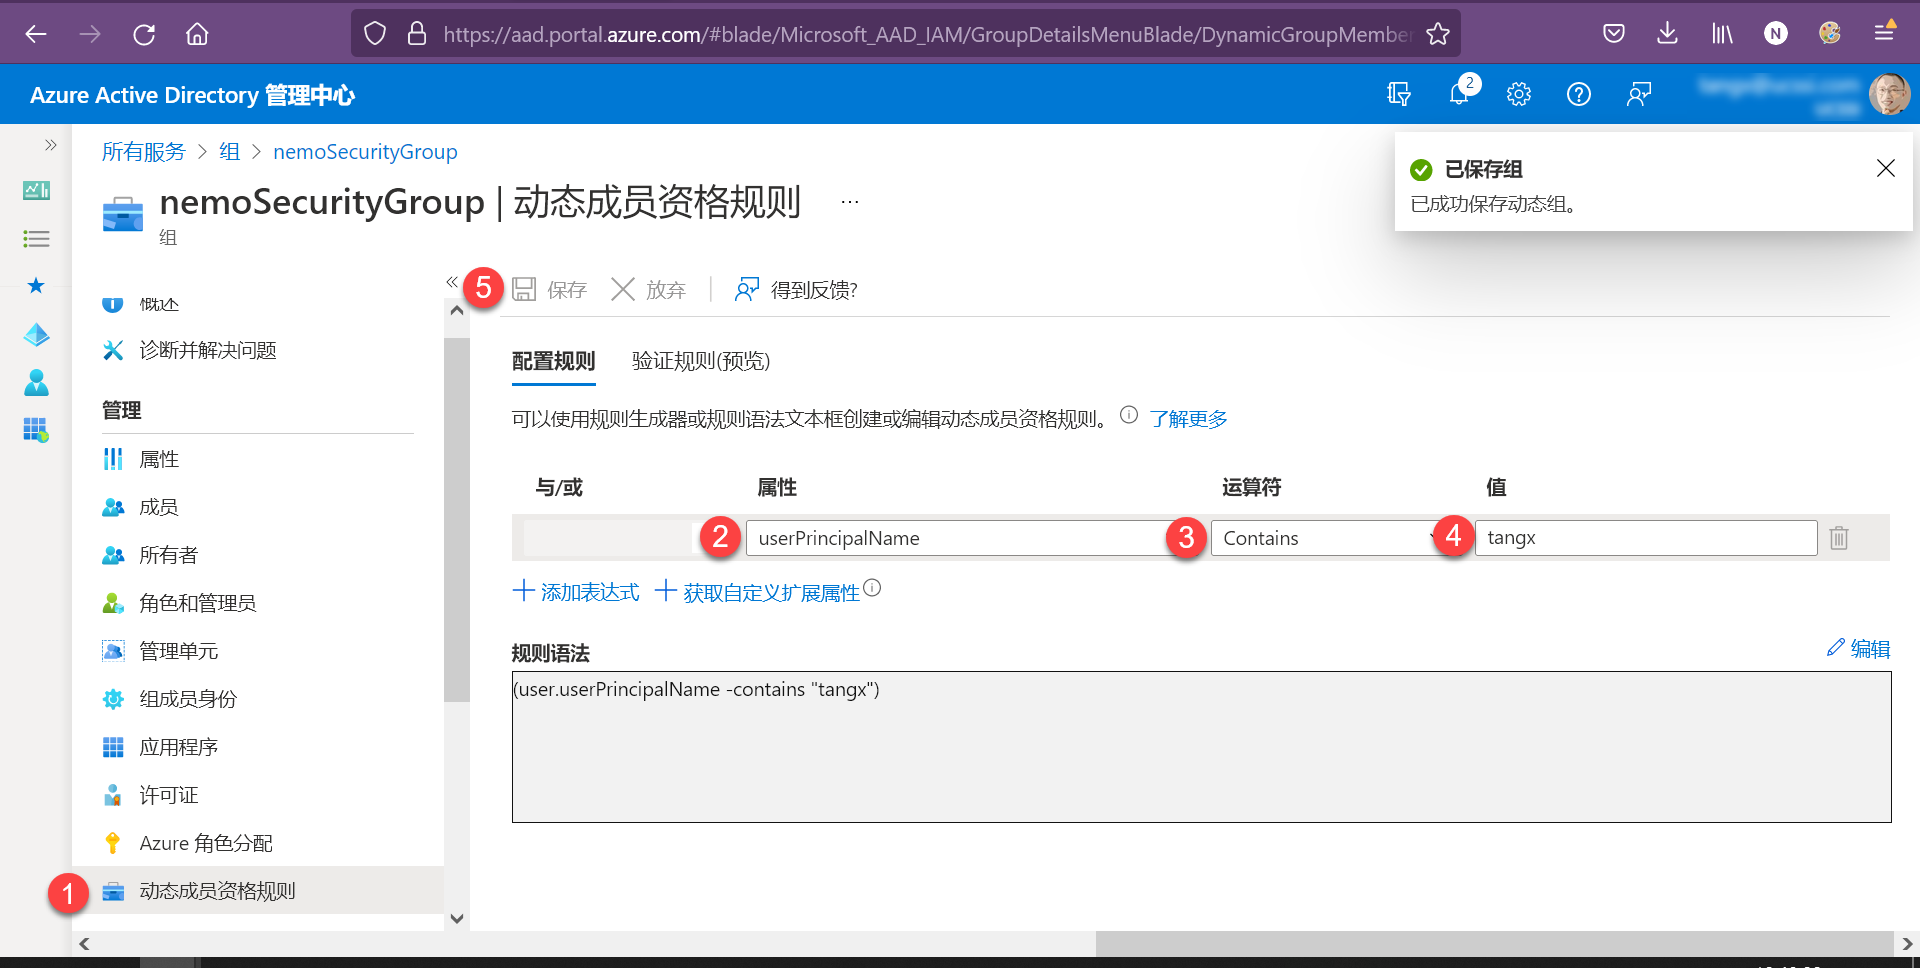 https://aad.portal.azure.com/#blade/Microsoft_AAD_IAM/GroupDetailsMenuBlade/DynamicGroupMember
N
Azure Active Directory 管理中心
2
所有服务 > 组 > nemoSecurityGroup
已保存组
已成功保存动态组。
nemoSecurityGroup | 动态成员资格规则 ...
组
« 5 保存 放弃 | 得到反馈?
概述
诊断并解决问题
管理
属性
成员
所有者
角色和管理员
管理单元
组成员身份
应用程序
许可证
Azure 角色分配
1 动态成员资格规则
配置规则 验证规则(预览)
可以使用规则生成器或规则语法文本框创建或编辑动态成员资格规则。 了解更多
与/或 属性 运算符 值
2 userPrincipalName 3 Contains 4 tangx
+ 添加表达式 + 获取自定义扩展属性
规则语法 编辑
(user.userPrincipalName -contains "tangx")